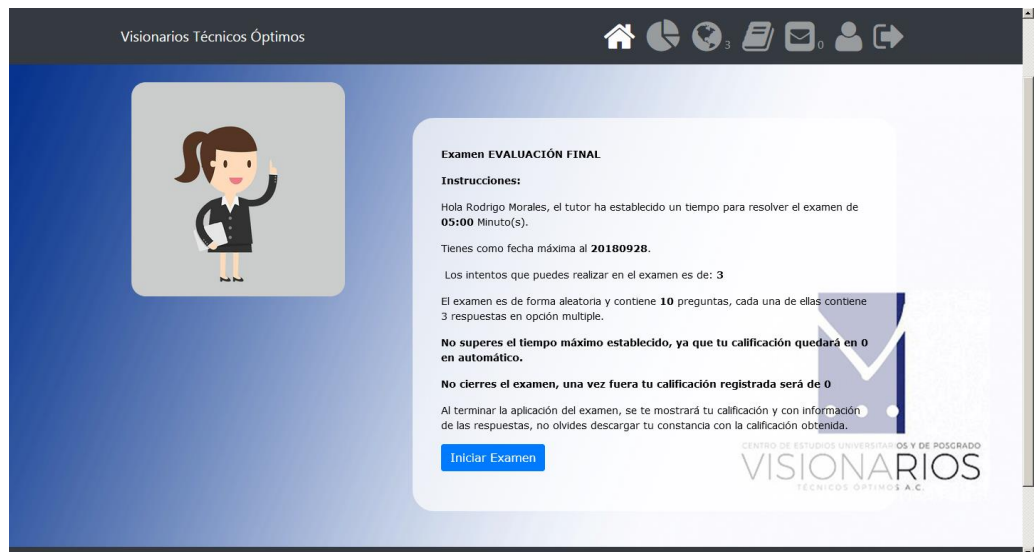 Visionarios Técnicos Óptimos
3
0
Examen EVALUACIÓN FINAL
Instrucciones:
Hola Rodrigo Morales, el tutor ha establecido un tiempo para resolver el examen de
05:00 Minuto(s).
Tienes como fecha máxima al 20180928.
Los intentos que puedes realizar en el examen es de: 3
El examen es de forma aleatoria y contiene 10 preguntas, cada una de ellas contiene
3 respuestas en opción multiple.
No superes el tiempo máximo establecido, ya que tu calificación quedará en 0
en automático.
No cierres el examen, una vez fuera tu calificación registrada será de 0
Al terminar la aplicación del examen, se te mostrará tu calificación y con información
de las respuestas, no olvides descargar tu constancia con la calificación obtenida.
Iniciar Examen
CENTRO DE ESTUDIOS UNIVERSITARIOS Y DE POSGRADO
VISIONARIOS
TÉCNICOS ÓPTIMOS A.C.